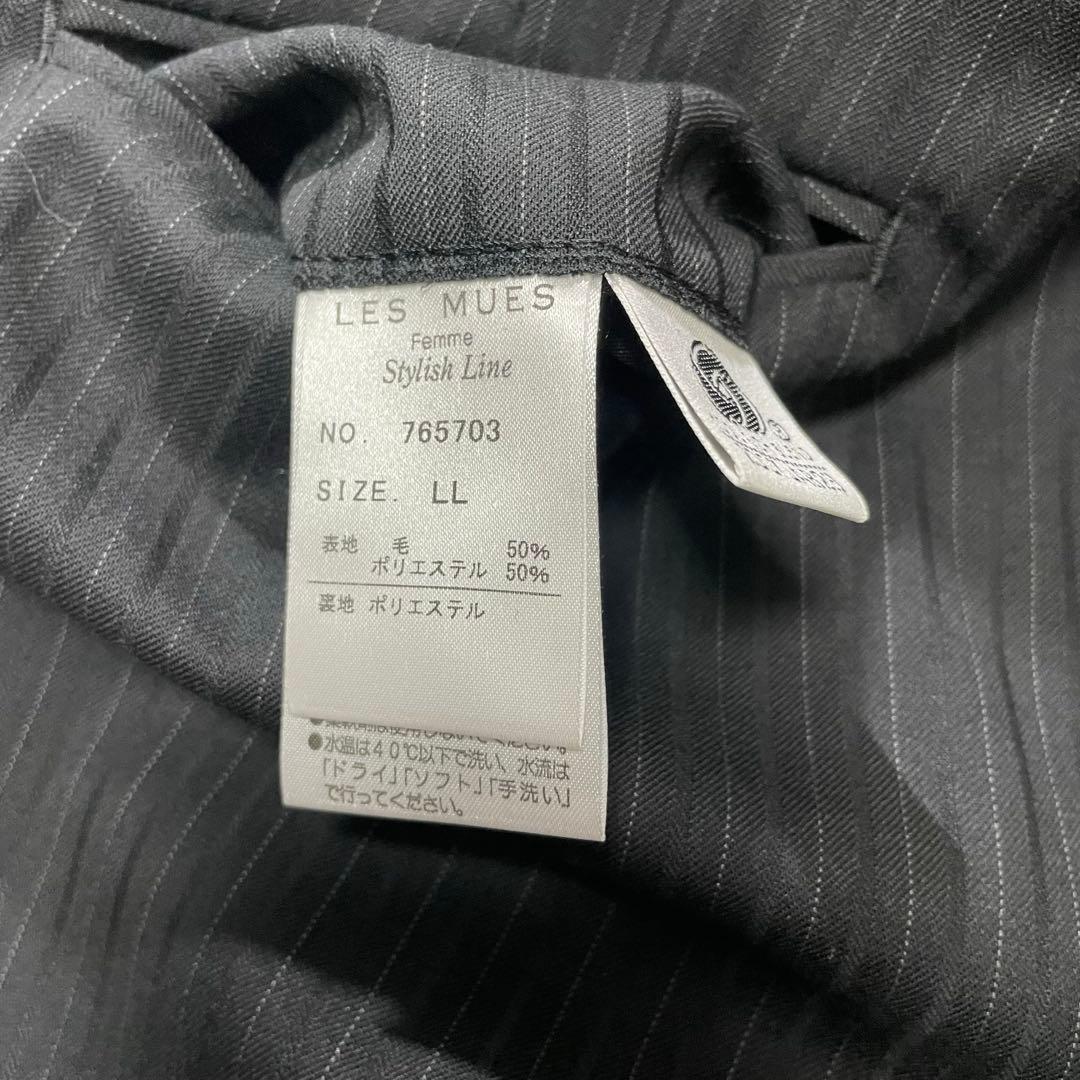 LES MUES
Femme
Stylish Line
NO. 765703
SIZE. LL
表地 毛 50%
ポリエステル 50%
裏地 ポリエステル
●水温は40℃以下で洗い、水流は
「ドライ」「ソフト」「手洗い」
で行ってください。